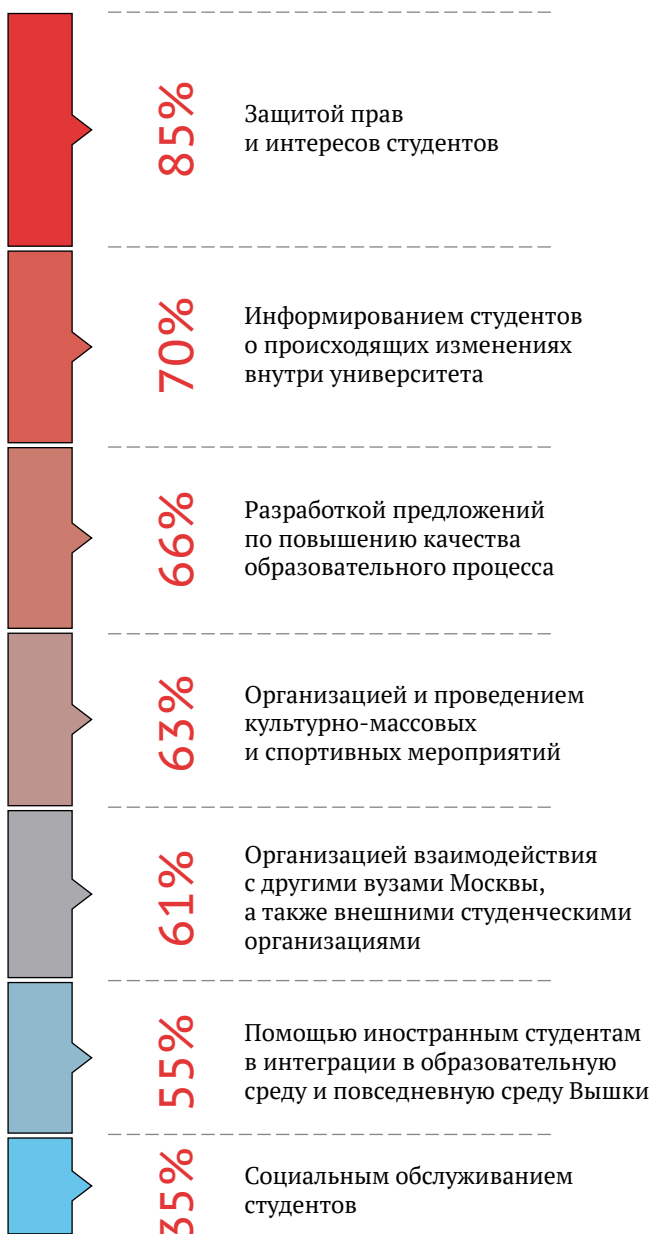 85%
Защитой прав
и интересов студентов
70%
Информированием студентов
о происходящих изменениях
внутри университета
66%
Разработкой предложений
по повышению качества
образовательного процесса
63%
Организацией и проведением
культурно-массовых
и спортивных мероприятий
61%
Организацией взаимодействия
с другими вузами Москвы,
а также внешними студенческими
организациями
55%
Помощью иностранным студентам
в интеграции в образовательную
среду и повседневную среду Вышки
35%
Социальным обслуживанием
студентов